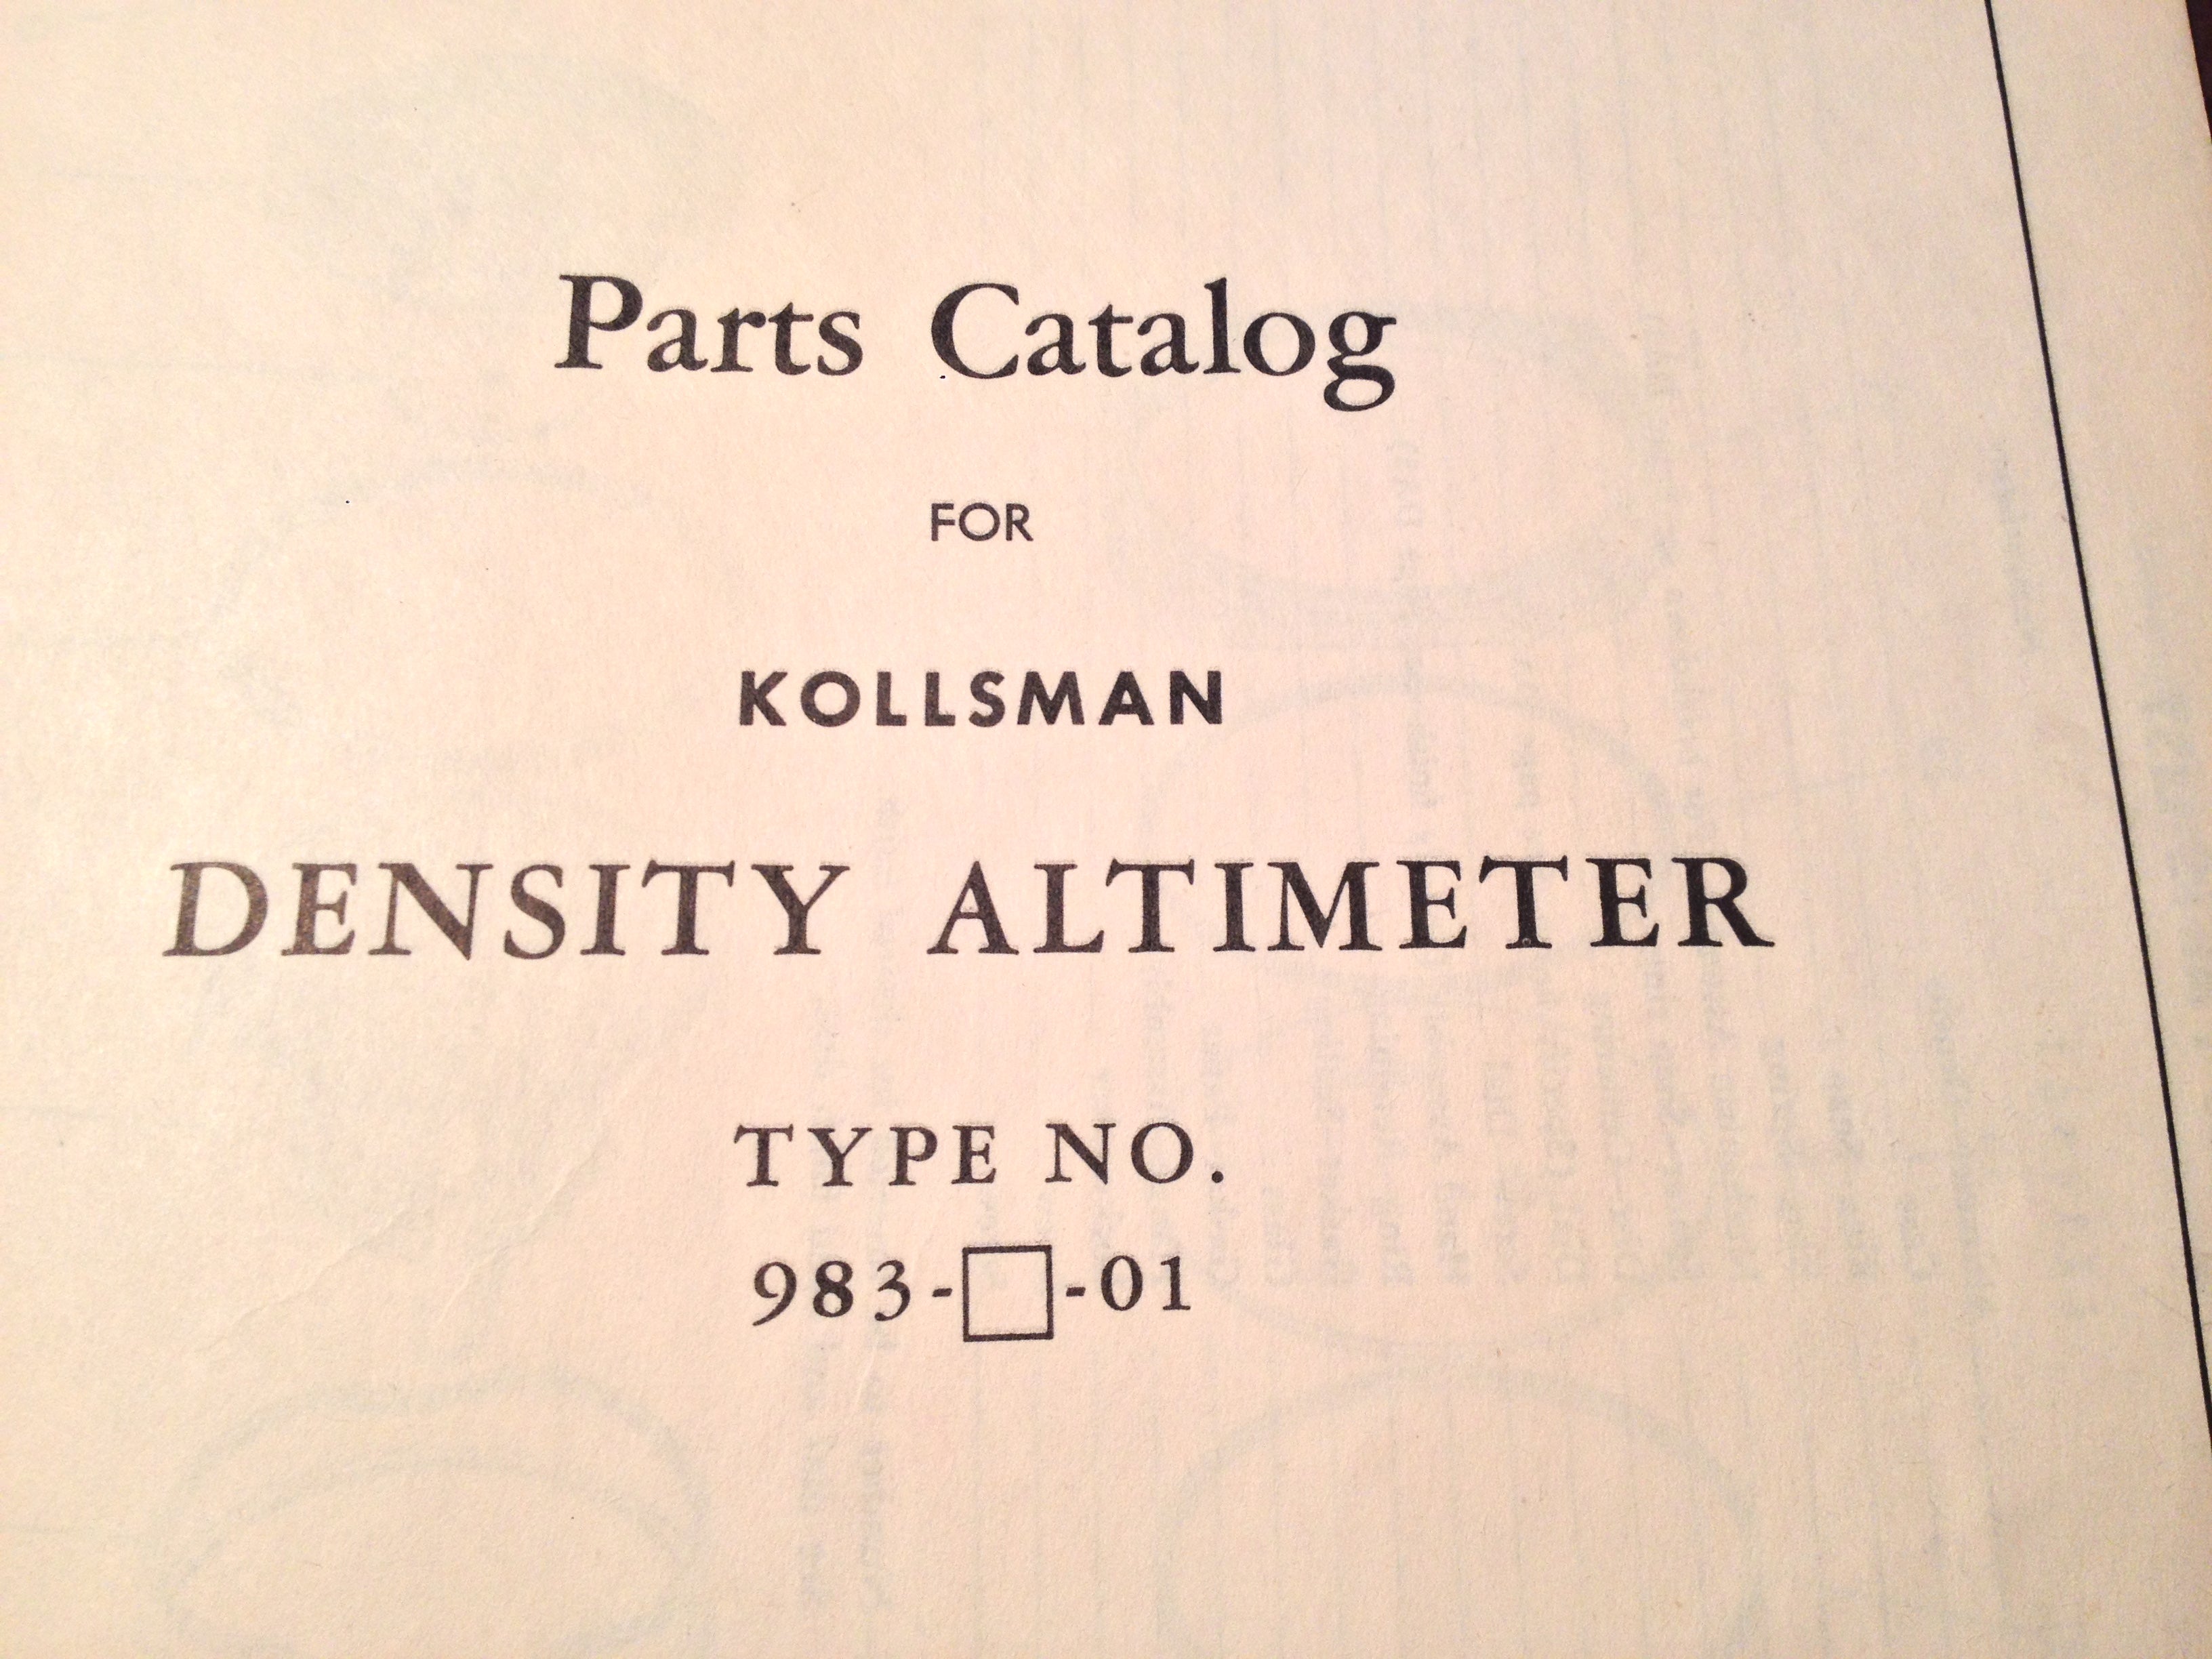 Parts Catalog
FOR
KOLLSMAN
DENSITY ALTIMETER
TYPE NO.
983-□-01